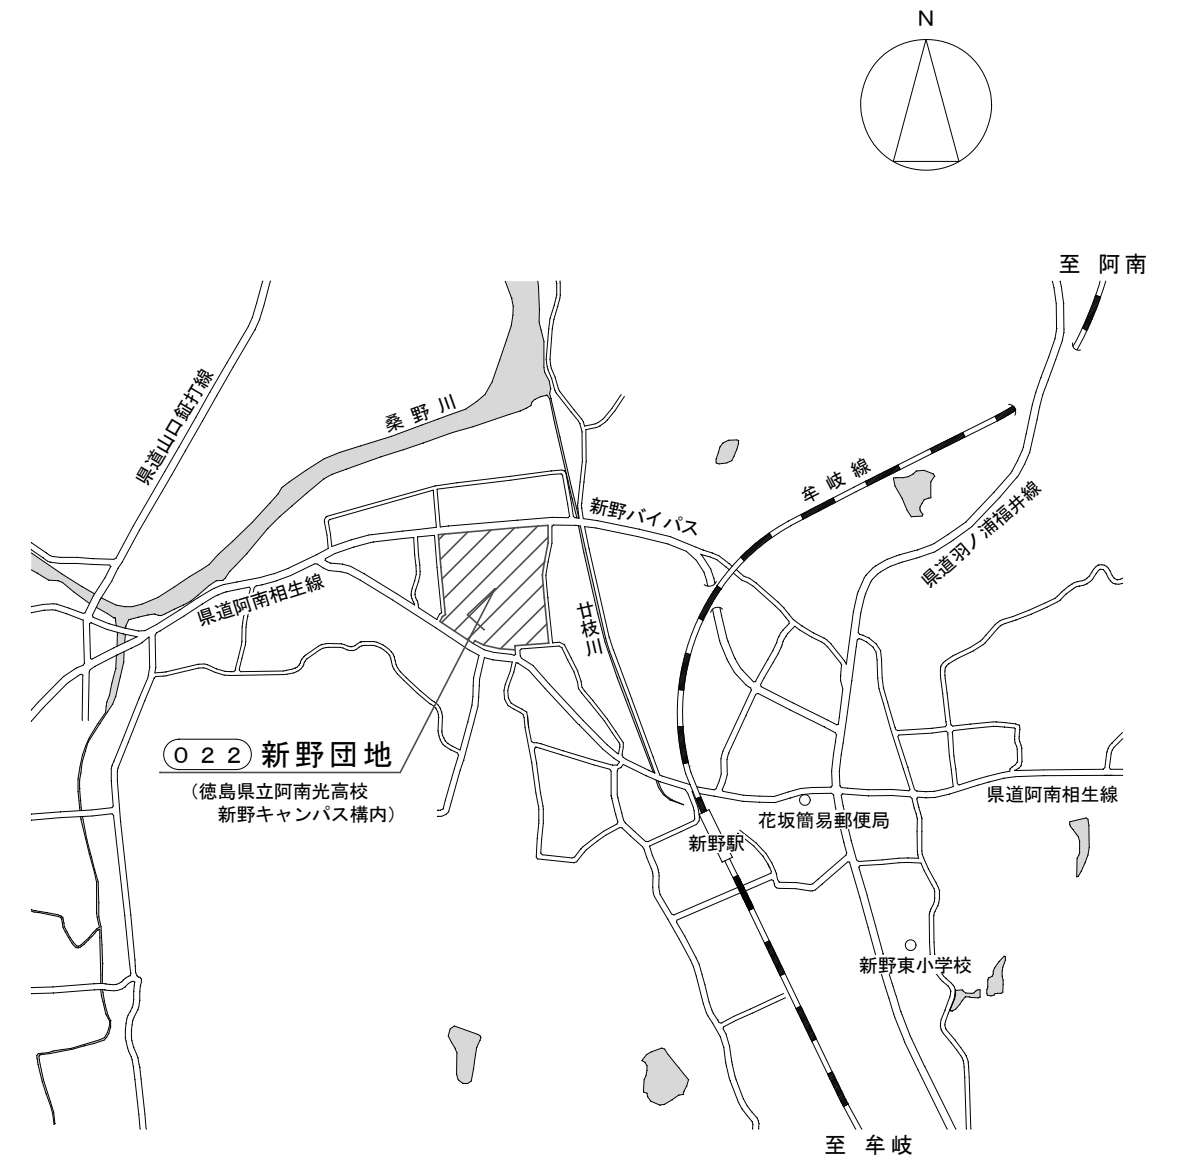 N
至 阿南
県道山口鉦打線
桑野川
牟岐線
新野バイパス
県道羽ノ浦福井線
県道阿南相生線
廿枝川
022 新野団地
(徳島県立阿南光高校
新野キャンパス構内)
県道阿南相生線
花坂簡易郵便局
新野駅
新野東小学校
至 牟岐